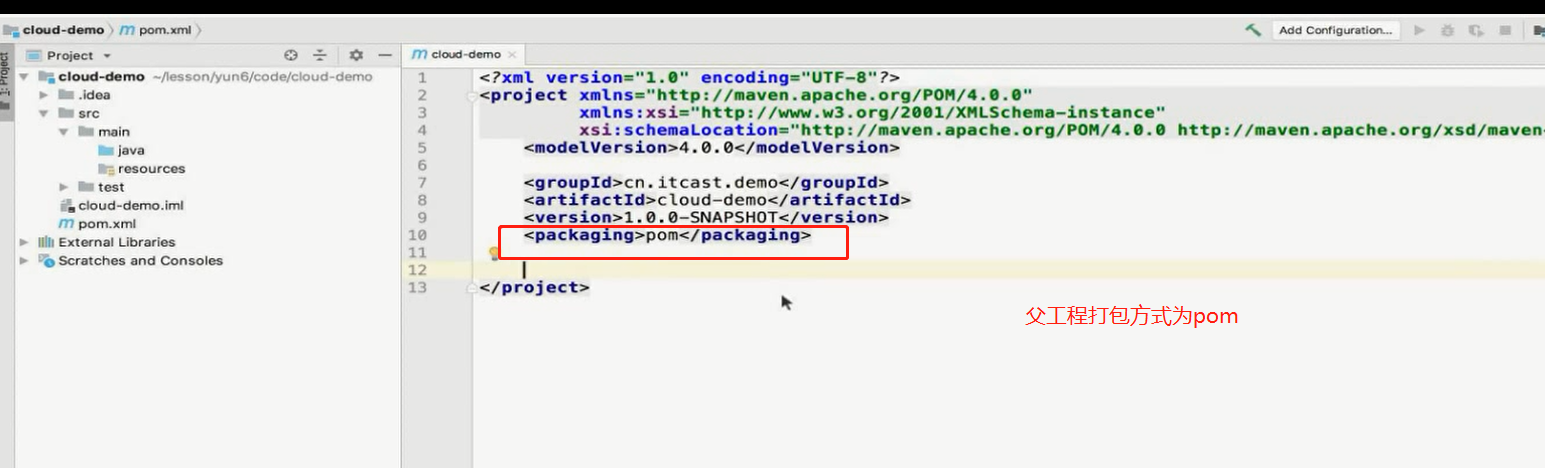 cloud-demo pom.xml
Add Configuration...
1: Project
Project
cloud-demo ~/lesson/yun6/code/cloud-demo
.idea
src
main
java
resources
test
cloud-demo.iml
pom.xml
External Libraries
Scratches and Consoles
cloud-demo
1 <?xml version="1.0" encoding="UTF-8"?>
2 <project xmlns="http://maven.apache.org/POM/4.0.0"
3 xmlns:xsi="http://www.w3.org/2001/XMLSchema-instance"
4 xsi:schemaLocation="http://maven.apache.org/POM/4.0.0 http://maven.apache.org/xsd/maven-
5 <modelVersion>4.0.0</modelVersion>
6
7 <groupId>cn.itcast.demo</groupId>
8 <artifactId>cloud-demo</artifactId>
9 <version>1.0.0-SNAPSHOT</version>
10 <packaging>pom</packaging>
11
12
13 </project>
父工程打包方式为pom